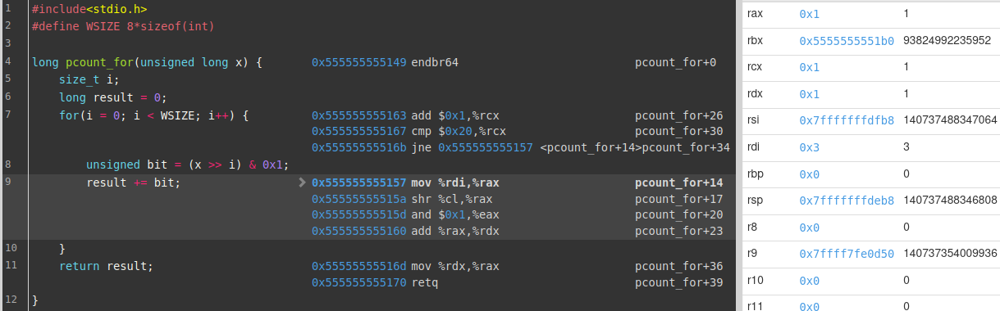 1 #include<stdio.h>
2 #define WSIZE 8*sizeof(int)
3
4 long pcount_for(unsigned long x) { 0x555555555149 endbr64 pcount_for+0
5 size_t i;
6 long result = 0;
7 for(i = 0; i < WSIZE; i++) { 0x555555555163 add $0x1,%rcx pcount_for+26
0x555555555167 cmp $0x20,%rcx pcount_for+30
0x55555555516b jne 0x555555555157 <pcount_for+14>pcount_for+34
8 unsigned bit = (x >> i) & 0x1;
9 result += bit; 0x555555555157 mov %rdi,%rax pcount_for+14
0x55555555515a shr %cl,%rax pcount_for+17
0x55555555515d and $0x1,%eax pcount_for+20
0x555555555160 add %rax,%rdx pcount_for+23
10 }
11 return result; 0x55555555516d mov %rdx,%rax pcount_for+36
0x555555555170 retq pcount_for+39
12 }
rax 0x1 1
rbx 0x5555555551b0 93824992235952
rcx 0x1 1
rdx 0x1 1
rsi 0x7fffffffdfb8 140737488347064
rdi 0x3 3
rbp 0x0 0
rsp 0x7fffffffdeb8 140737488346808
r8 0x0 0
r9 0x7ffff7fe0d50 140737354009936
r10 0x0 0
r11 0x0 0